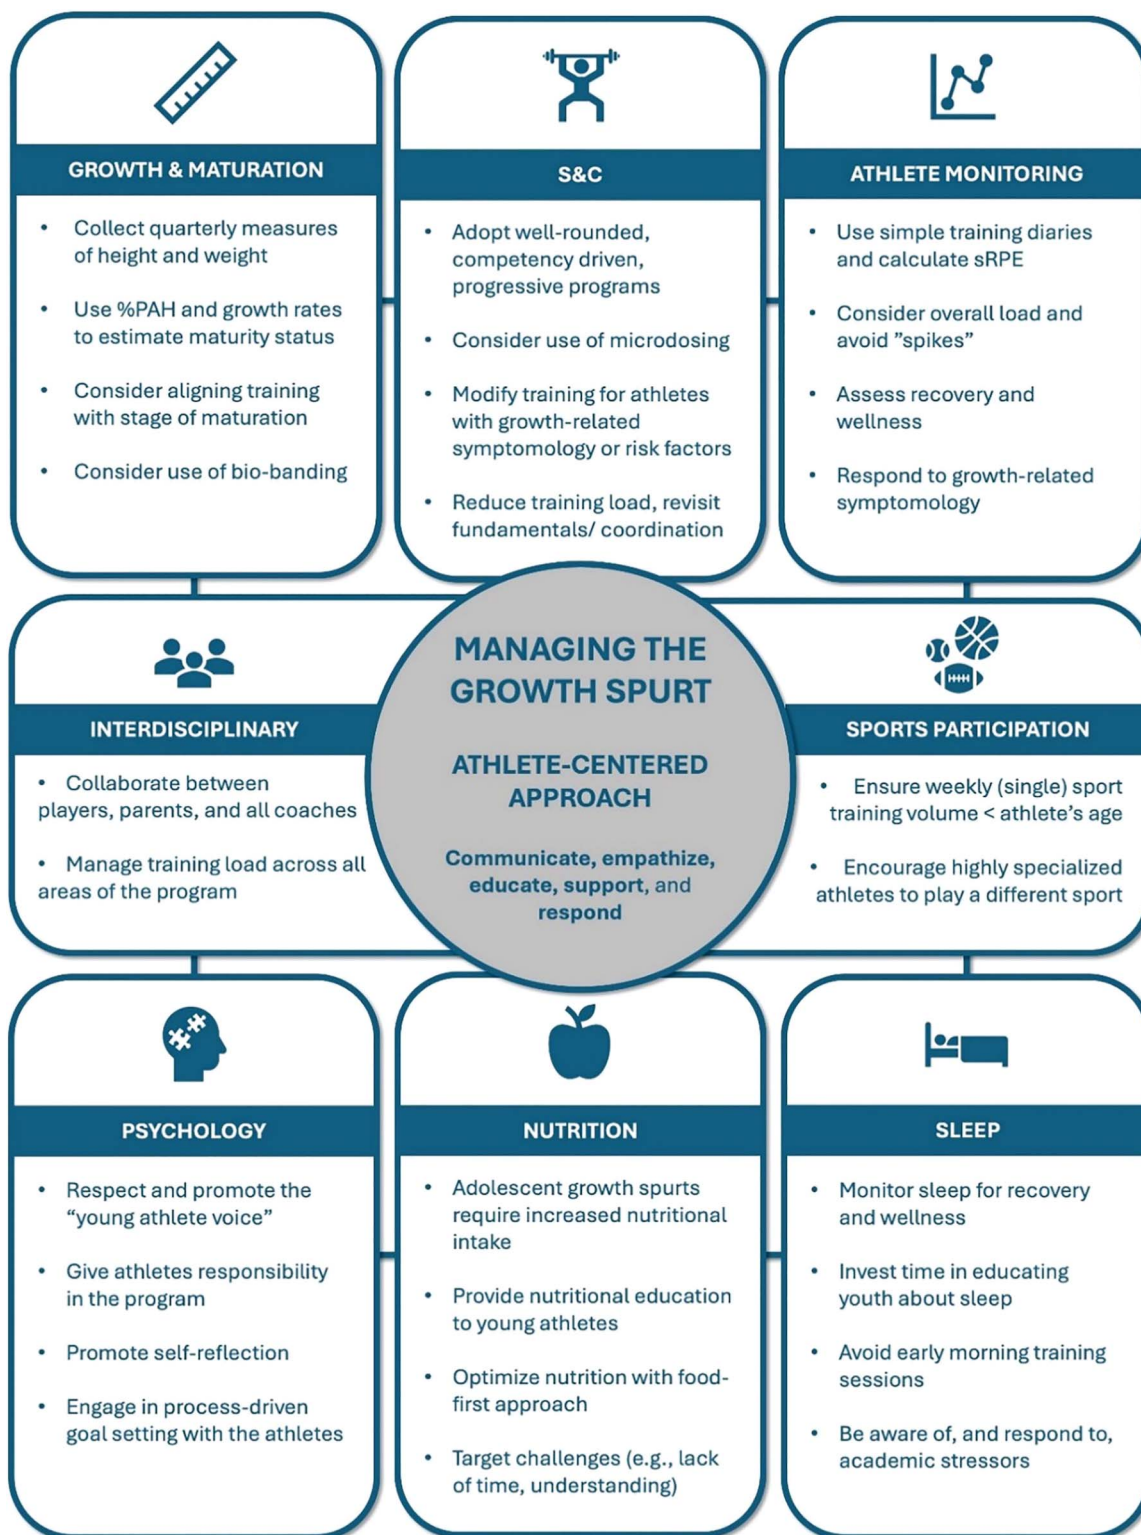 GROWTH & MATURATION
• Collect quarterly measures
of height and weight
• Use %PAH and growth rates
to estimate maturity status
• Consider aligning training
with stage of maturation
• Consider use of bio-banding
S&C
• Adopt well-rounded,
competency driven,
progressive programs
• Consider use of microdosing
• Modify training for athletes
with growth-related
symptomology or risk factors
• Reduce training load, revisit
fundamentals/ coordination
ATHLETE MONITORING
• Use simple training diaries
and calculate sRPE
• Consider overall load and
avoid ”spikes”
• Assess recovery and
wellness
• Respond to growth-related
symptomology
INTERDISCIPLINARY
• Collaborate between
players, parents, and all coaches
• Manage training load across all
areas of the program
MANAGING THE
GROWTH SPURT
ATHLETE-CENTERED
APPROACH
Communicate, empathize,
educate, support, and
respond
SPORTS PARTICIPATION
• Ensure weekly (single) sport
training volume < athlete’s age
• Encourage highly specialized
athletes to play a different sport
PSYCHOLOGY
• Respect and promote the
“young athlete voice”
• Give athletes responsibility
in the program
• Promote self-reflection
• Engage in process-driven
goal setting with the athletes
NUTRITION
• Adolescent growth spurts
require increased nutritional
intake
• Provide nutritional education
to young athletes
• Optimize nutrition with food-
first approach
• Target challenges (e.g., lack
of time, understanding)
SLEEP
• Monitor sleep for recovery
and wellness
• Invest time in educating
youth about sleep
• Avoid early morning training
sessions
• Be aware of, and respond to,
academic stressors